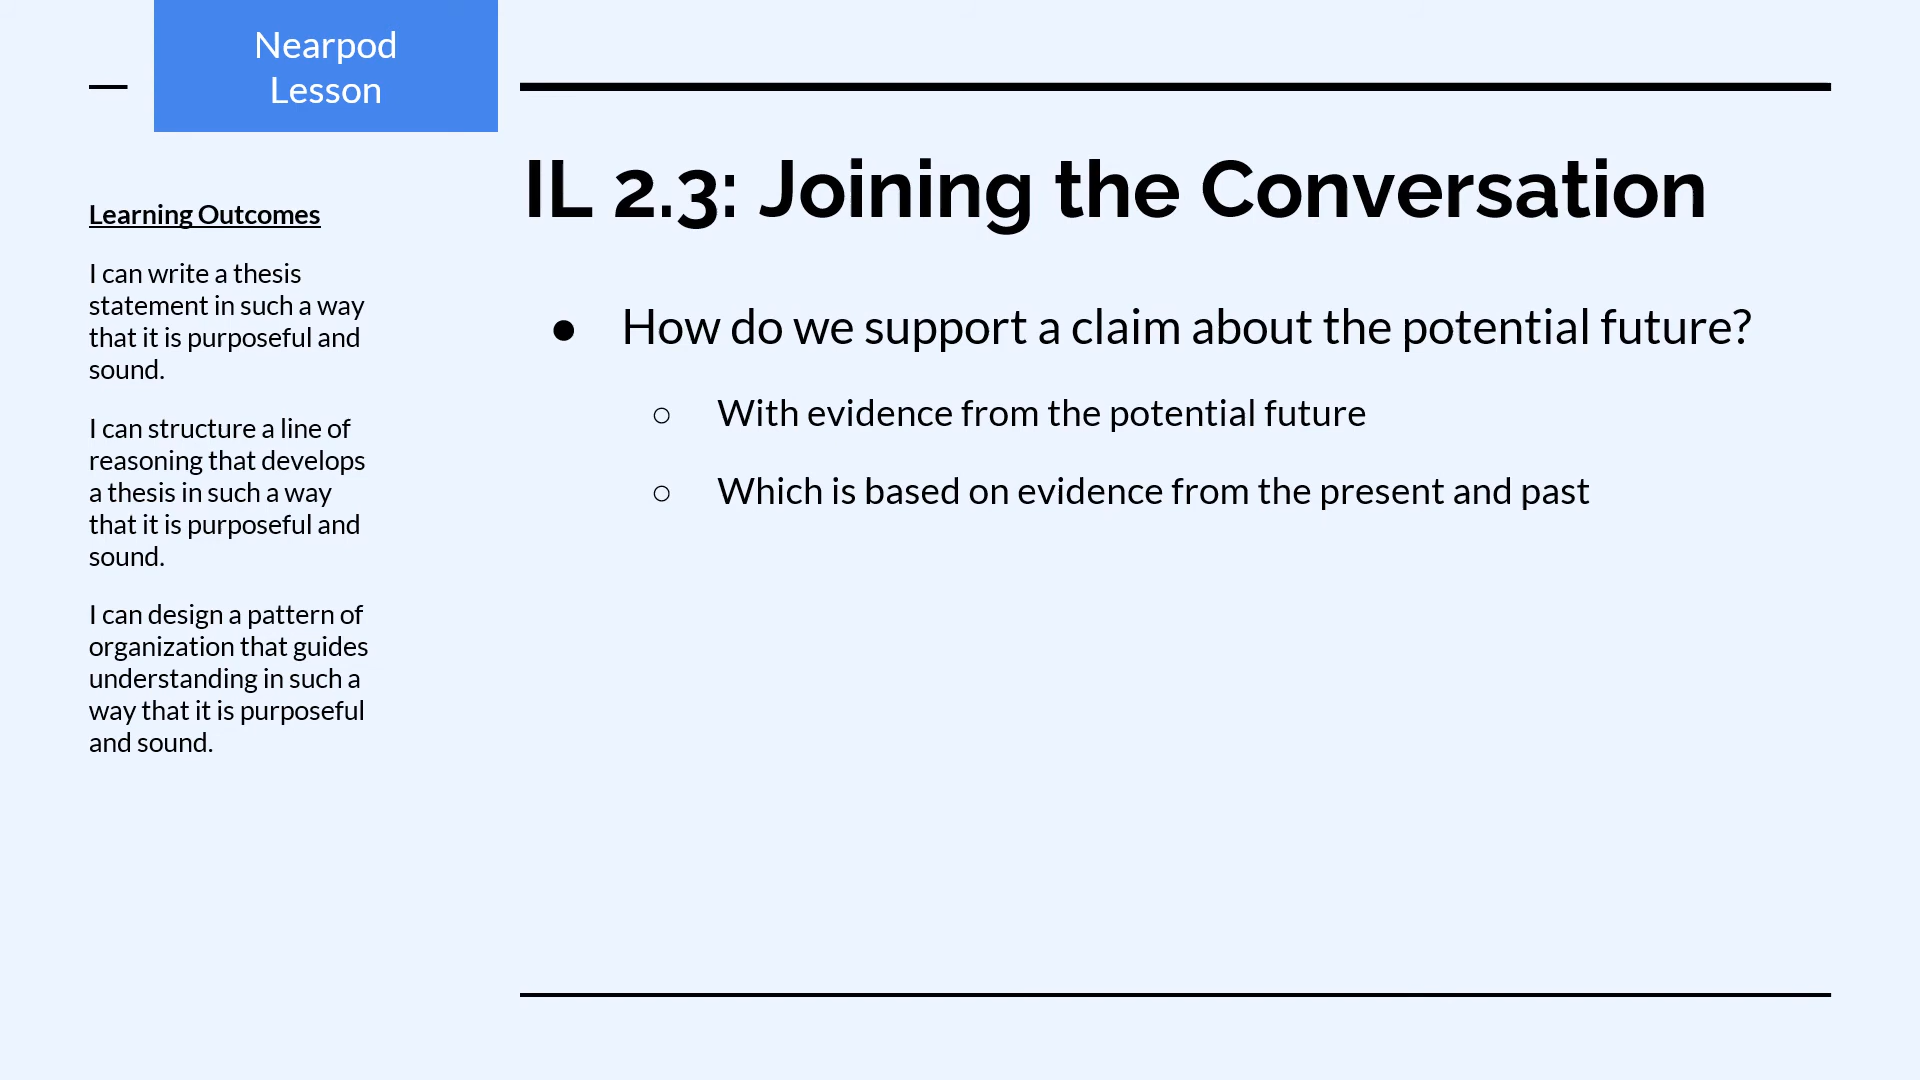 Nearpod
Lesson
Learning Outcomes
I can write a thesis
statement in such a way
that it is purposeful and
sound.
I can structure a line of
reasoning that develops
a thesis in such a way
that it is purposeful and
sound.
I can design a pattern of
organization that guides
understanding in such a
way that it is purposeful
and sound.
IL 2.3: Joining the Conversation
● How do we support a claim about the potential future?
○ With evidence from the potential future
○ Which is based on evidence from the present and past